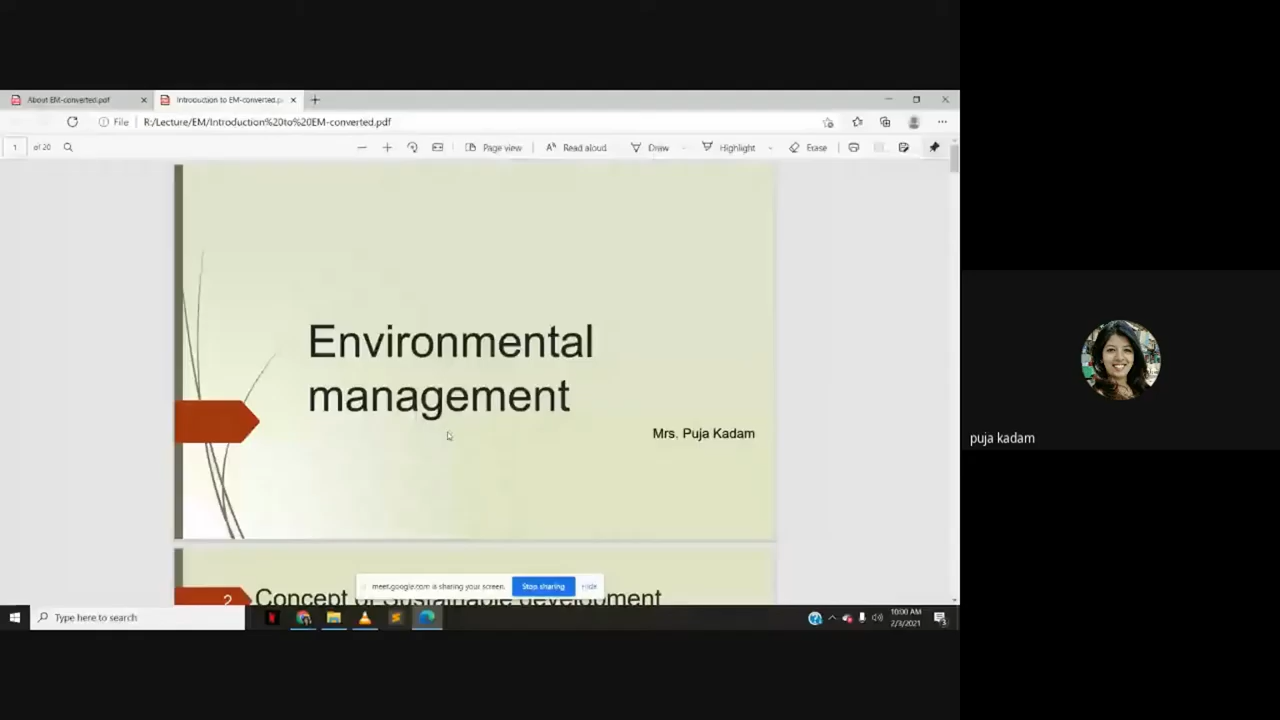 About EM-converted.pdf
Introduction to EM-converted.p
File
R:/Lecture/EM/Introduction%20to%20EM-converted.pdf
1 of 20
Page view
Read aloud
Draw
Highlight
Erase
Environmental
management
Mrs. Puja Kadam
puja kadam
meet.google.com is sharing your screen.
Stop sharing
Hide
2
Concept of Sustainable development
Type here to search
10:00 AM
2/3/2021